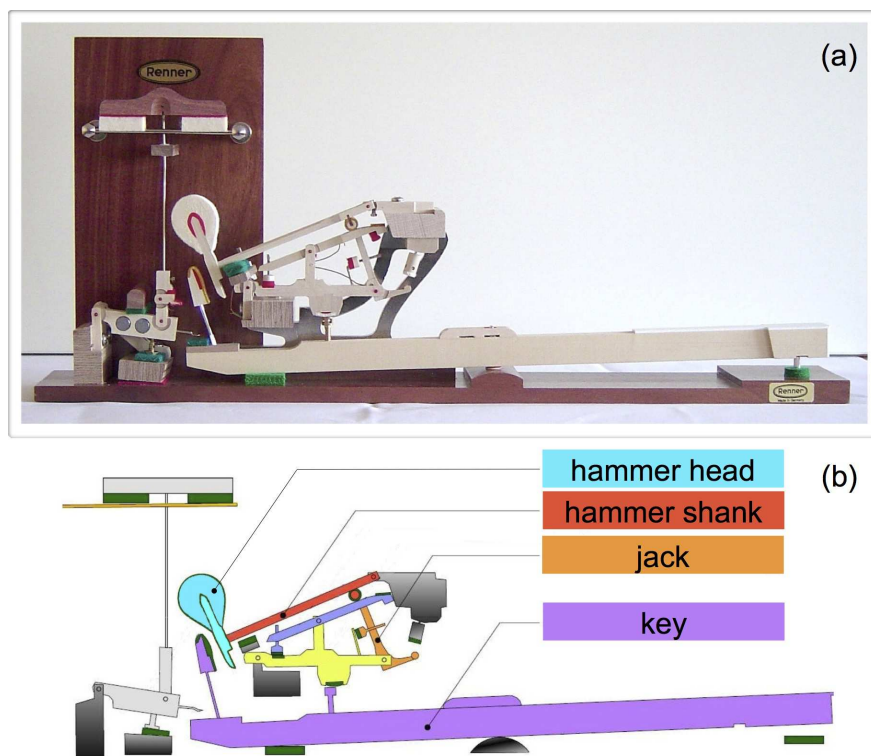 (a)
Renner
Renner
(b)
hammer head
hammer shank
jack
key